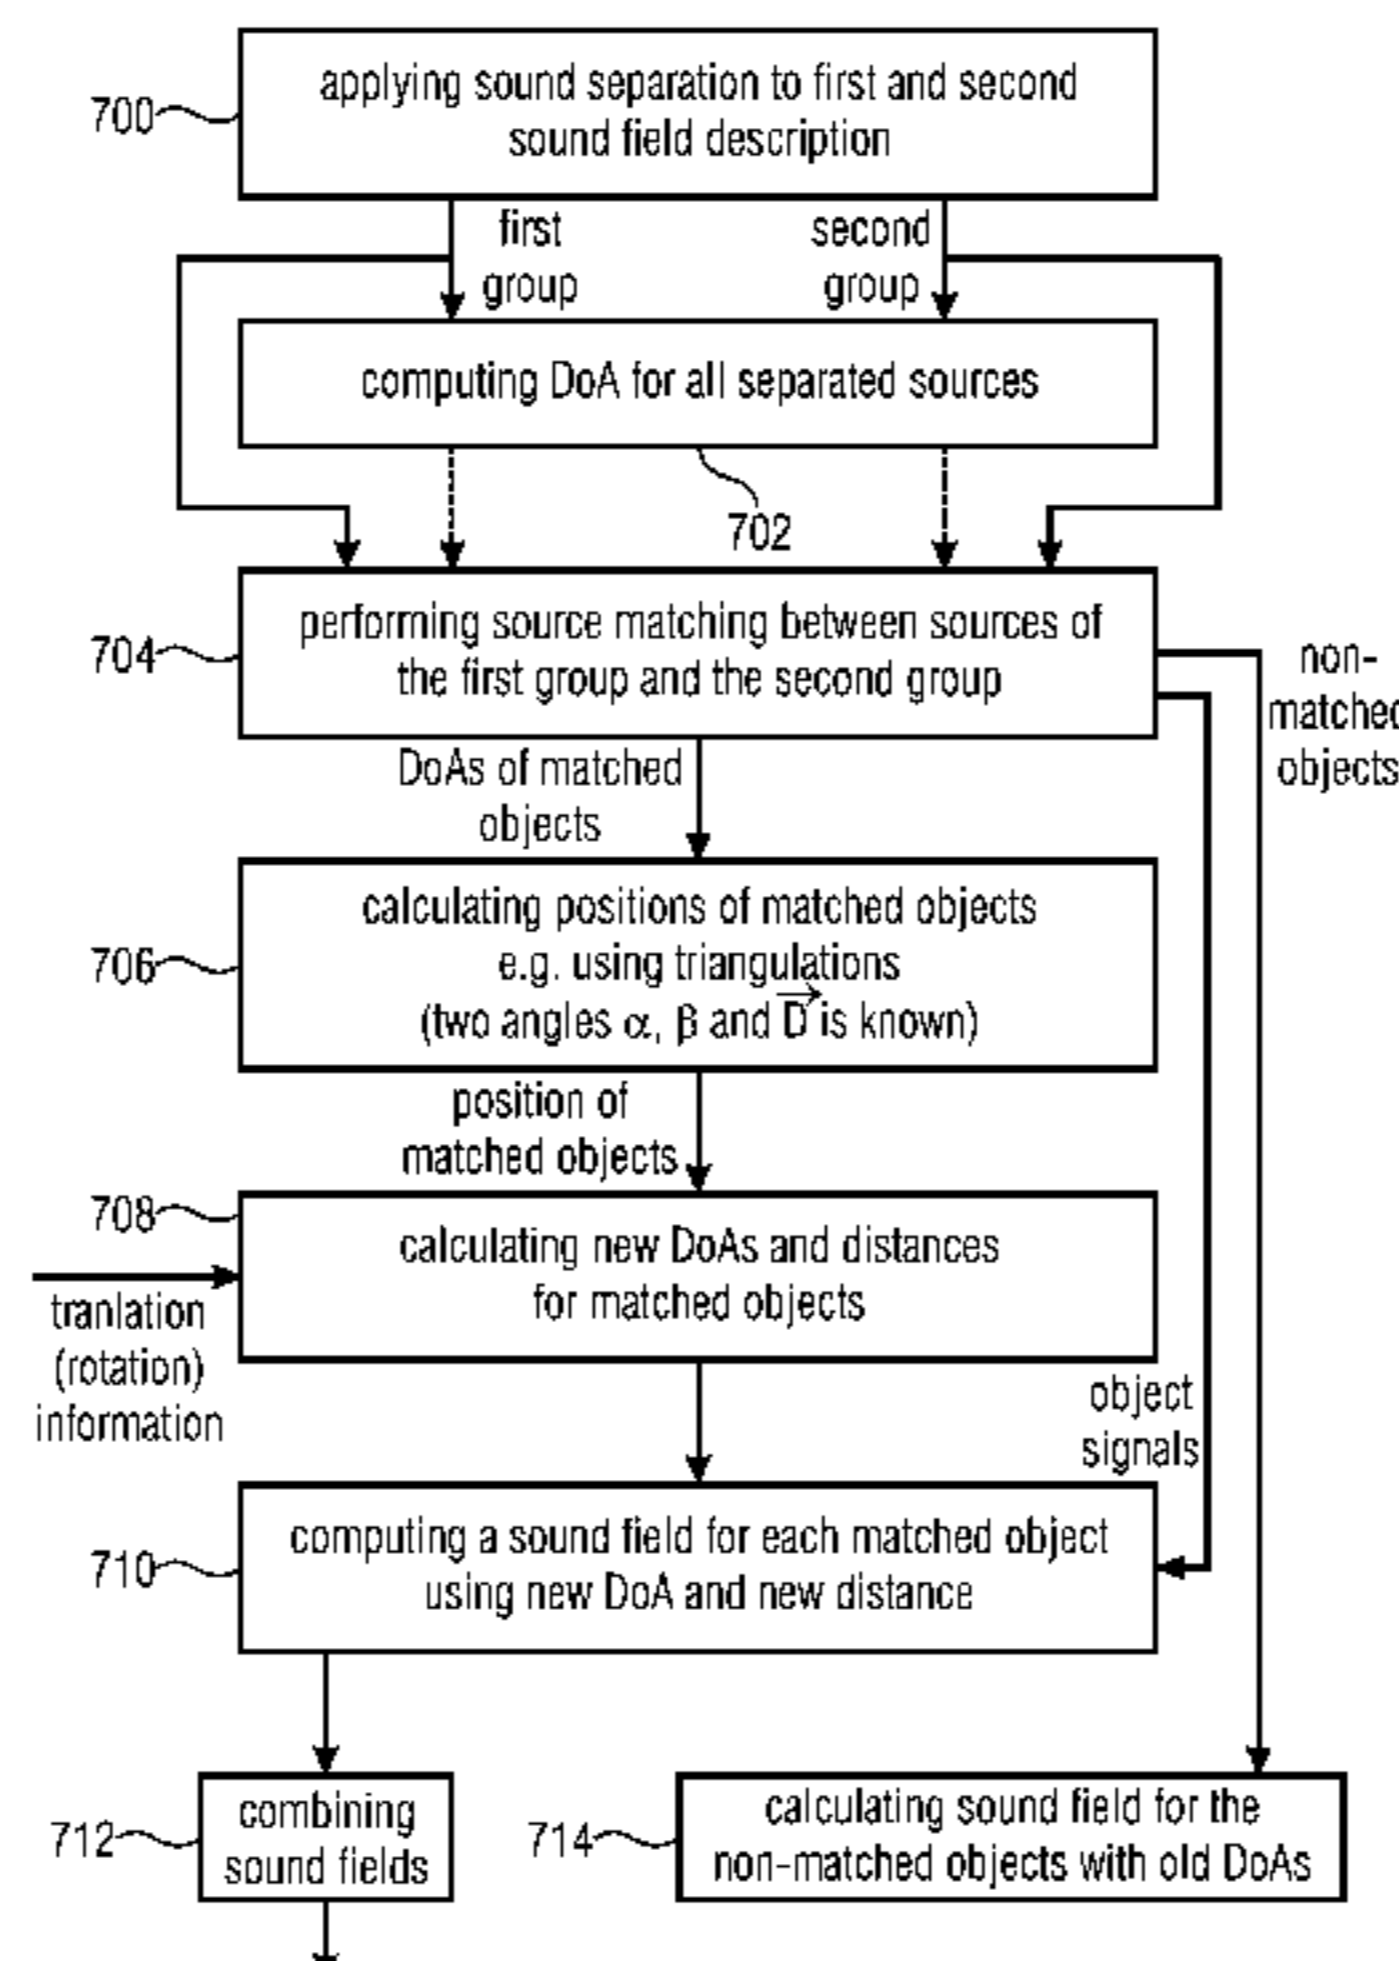 applying sound separation to first and second
sound field description
700
first
group
second
group
computing DoA for all separated sources
702
performing source matching between sources of
the first group and the second group
704
non-
matched
objects
DoAs of matched
objects
calculating positions of matched objects
e.g. using triangulations
(two angles α, β and D⃗ is known)
706
position of
matched objects
708
calculating new DoAs and distances
for matched objects
tranlation
(rotation)
information
object
signals
computing a sound field for each matched object
using new DoA and new distance
710
712
combining
sound fields
714
calculating sound field for the
non-matched objects with old DoAs